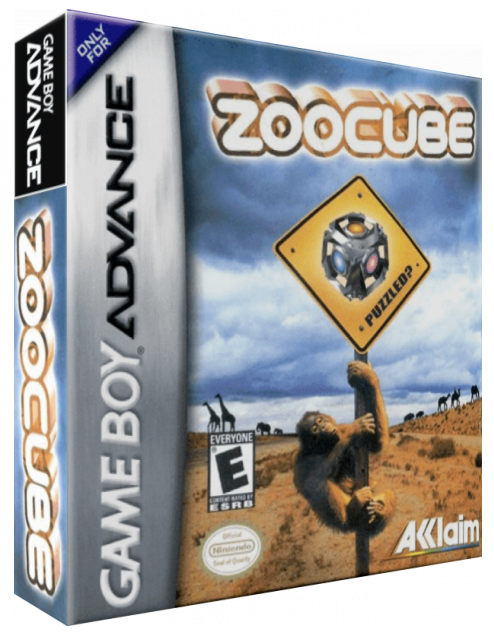 GAME BOY
ADVANCE
ZOOCUBE
ONLY
FOR
GAME BOY ADVANCE
ZOOCUBE
PUZZLED?
EVERYONE
E
CONTENT RATED BY
ESRB
Official
Nintendo
Seal of Quality
AKKlaim